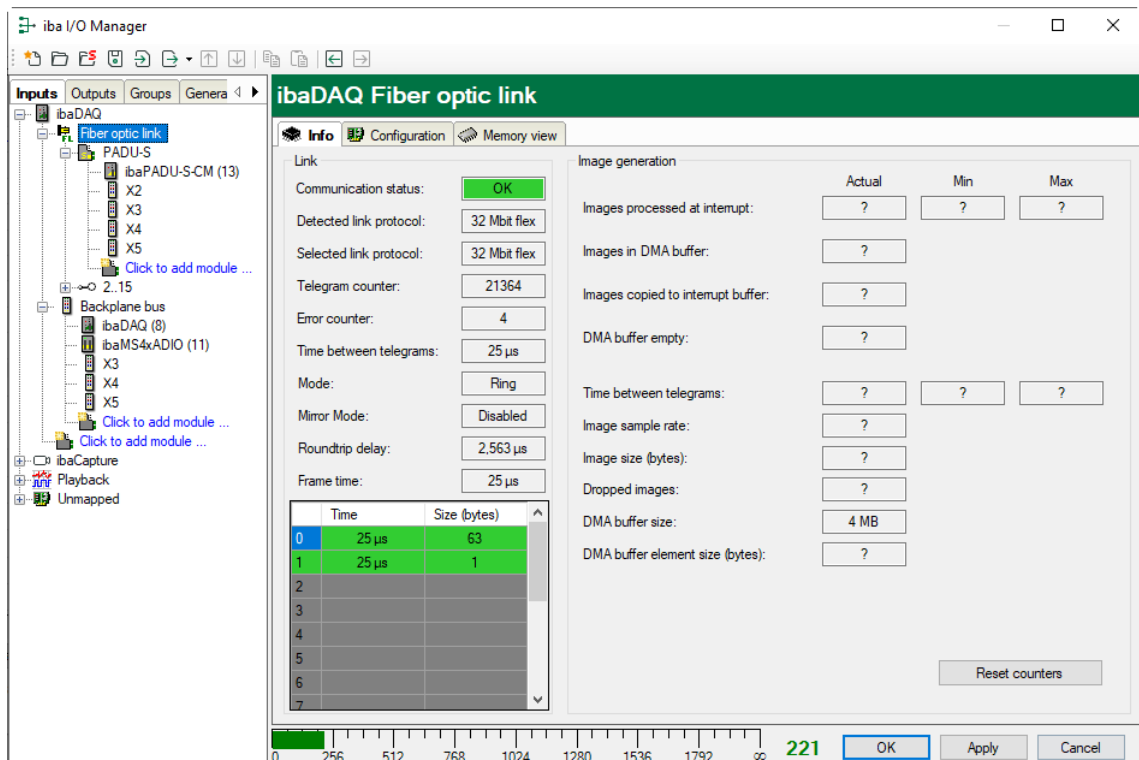 iba I/O Manager
Inputs Outputs Groups Genera
ibaDAQ
Fiber optic link
PADU-S
ibaPADU-S-CM (13)
X2
X3
X4
X5
Click to add module ...
2..15
Backplane bus
ibaDAQ (8)
ibaMS4xADIO (11)
X3
X4
X5
Click to add module ...
Click to add module ...
ibaCapture
Playback
Unmapped
ibaDAQ Fiber optic link
Info Configuration Memory view
Link
Communication status: OK
Detected link protocol: 32 Mbit flex
Selected link protocol: 32 Mbit flex
Telegram counter: 21364
Error counter: 4
Time between telegrams: 25 µs
Mode: Ring
Mirror Mode: Disabled
Roundtrip delay: 2,563 µs
Frame time: 25 µs
Time Size (bytes)
0 25 µs 63
1 25 µs 1
2
3
4
5
6
7
Image generation
Actual Min Max
Images processed at interrupt: ? ? ?
Images in DMA buffer: ?
Images copied to interrupt buffer: ?
DMA buffer empty: ?
Time between telegrams: ? ? ?
Image sample rate: ?
Image size (bytes): ?
Dropped images: ?
DMA buffer size: 4 MB
DMA buffer element size (bytes): ?
Reset counters
0 256 512 768 1024 1280 1536 1792 ∞ 221 OK Apply Cancel